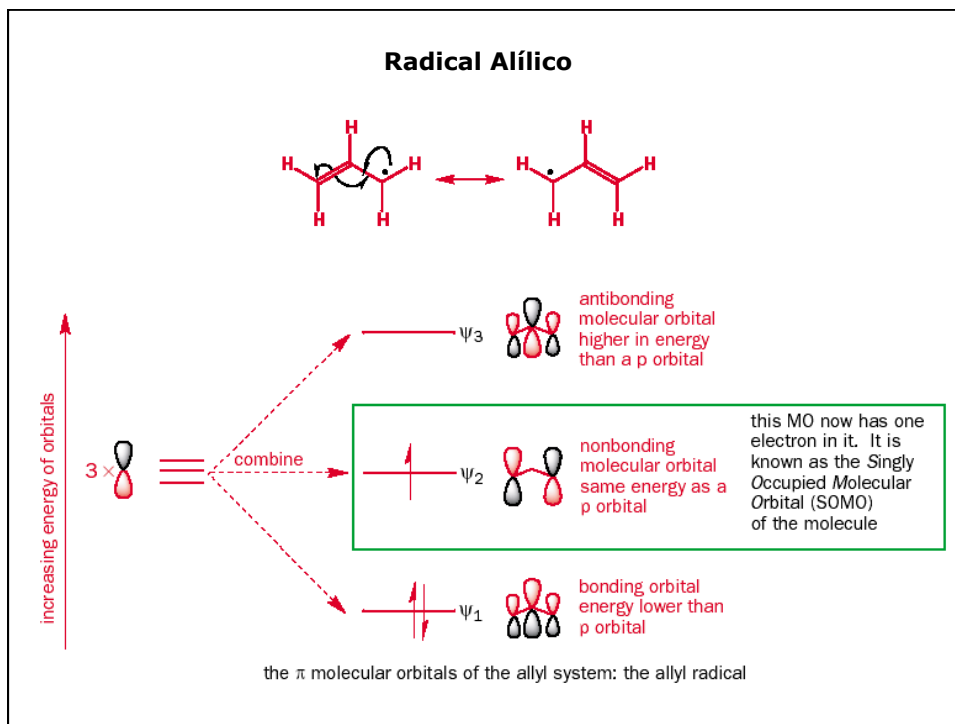 Radical Alílico
H
H
H
H
H
H
H
H
H
H
increasing energy of orbitals
3 ×
combine
ψ3
antibonding
molecular orbital
higher in energy
than a p orbital
ψ2
nonbonding
molecular orbital
same energy as a
p orbital
this MO now has one
electron in it. It is
known as the Singly
Occupied Molecular
Orbital (SOMO)
of the molecule
ψ1
bonding orbital
energy lower than
p orbital
the π molecular orbitals of the allyl system: the allyl radical